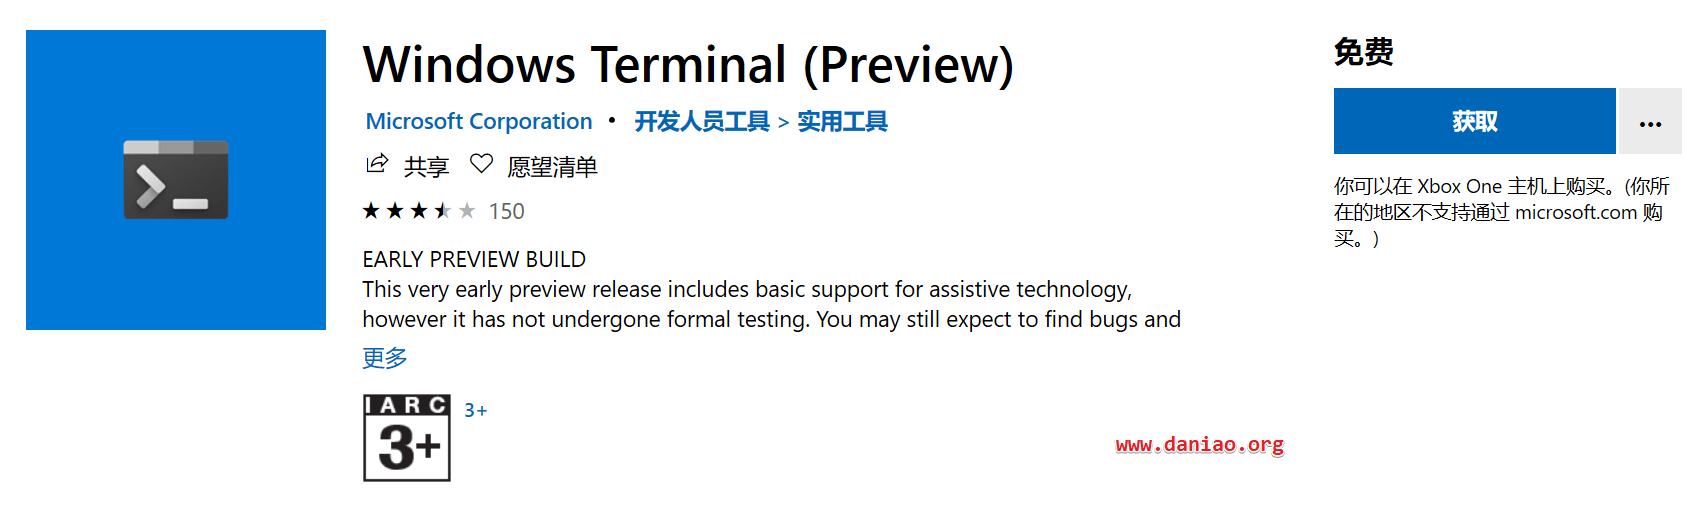 Windows Terminal (Preview)
Microsoft Corporation • 开发人员工具 > 实用工具
共享 愿望清单
150
EARLY PREVIEW BUILD
This very early preview release includes basic support for assistive technology,
however it has not undergone formal testing. You may still expect to find bugs and
更多
IARC
3+
3+
免费
获取 ...
你可以在 Xbox One 主机上购买。(你所
在的地区不支持通过 microsoft.com 购
买。)
www.daniao.org